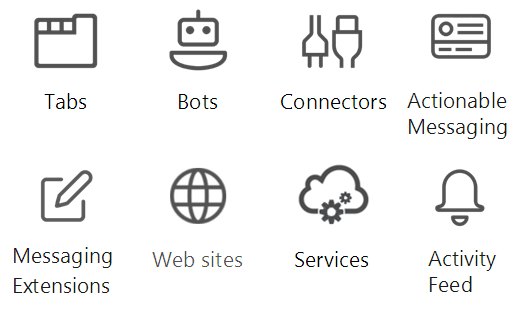 Tabs
Bots
Connectors
Actionable
Messaging
Messaging
Extensions
Web sites
Services
Activity
Feed